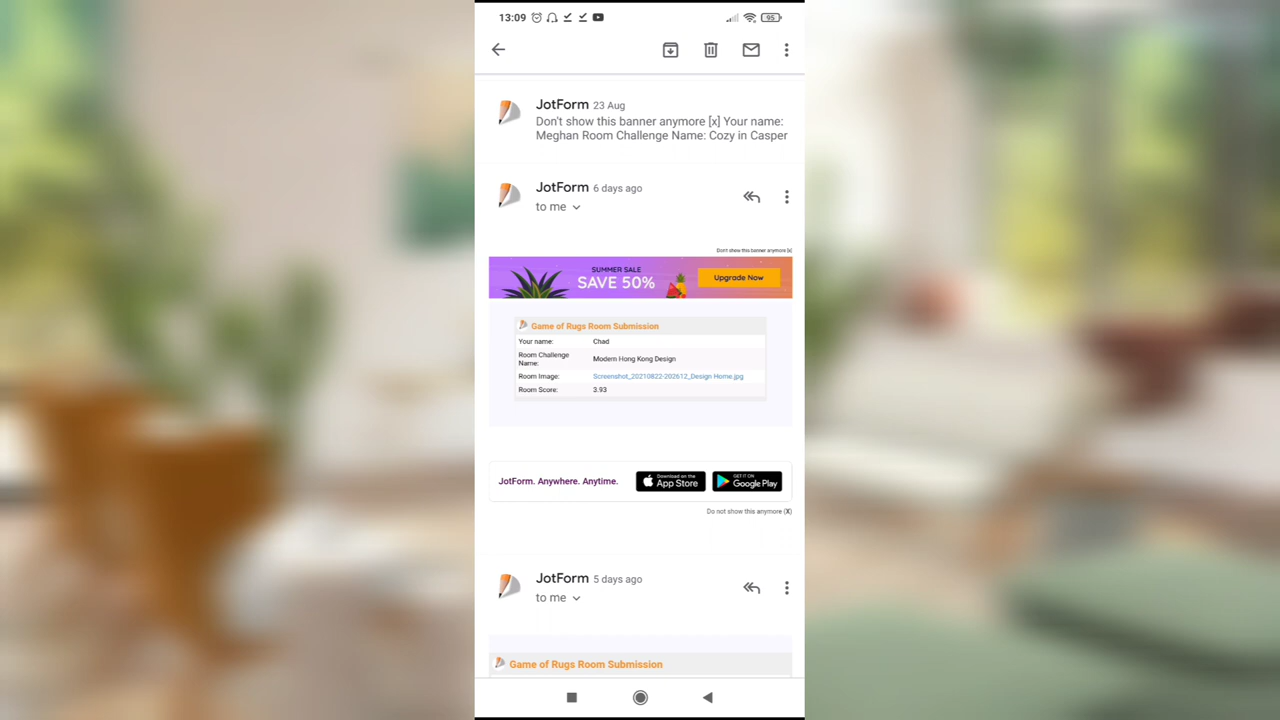 13:09
95
JotForm 23 Aug
Don't show this banner anymore [x] Your name:
Meghan Room Challenge Name: Cozy in Casper
JotForm 6 days ago
to me
Don't show this banner anymore [x]
SUMMER SALE
SAVE 50%
Upgrade Now
Game of Rugs Room Submission
Your name: Chad
Room Challenge Name: Modern Hong Kong Design
Room Image: Screenshot_20210822-202612_Design Home.jpg
Room Score: 3.93
JotForm. Anywhere. Anytime.
Download on the
App Store
GET IT ON
Google Play
Do not show this anymore (X)
JotForm 5 days ago
to me
Game of Rugs Room Submission